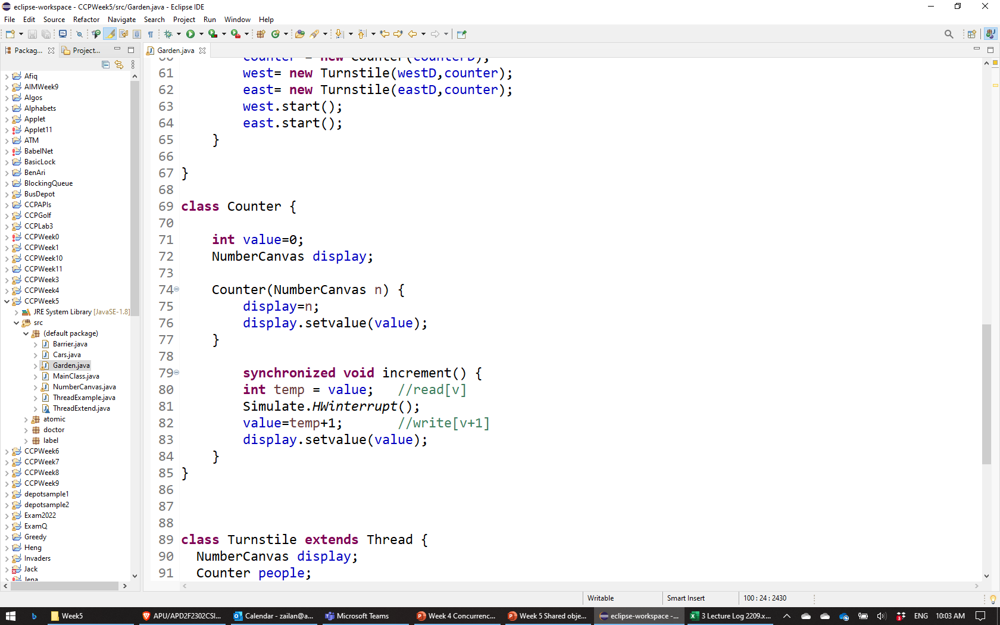 eclipse-workspace - CCPWeek5/src/Garden.java - Eclipse IDE
File Edit Source Refactor Navigate Search Project Run Window Help
Packag... Project...
Garden.java
Afiq
AIMWeek9
Algos
Alphabets
Applet
Applet11
ATM
BabelNet
BasicLock
BenAri
BlockingQueue
BusDepot
CCPAPIs
CCPGolf
CCPLab3
CCPWeek0
CCPWeek1
CCPWeek10
CCPWeek11
CCPWeek3
CCPWeek4
CCPWeek5
JRE System Library [JavaSE-1.8]
src
(default package)
Barrier.java
Cars.java
Garden.java
MainClass.java
NumberCanvas.java
ThreadExample.java
ThreadExtend.java
atomic
doctor
label
CCPWeek6
CCPWeek7
CCPWeek8
CCPWeek9
depotsample1
depotsample2
Exam2022
ExamQ
Greedy
Heng
Invaders
Jack
Jena
60 counter = new Counter(counterD);
61 west= new Turnstile(westD,counter);
62 east= new Turnstile(eastD,counter);
63 west.start();
64 east.start();
65 }
66
67 }
68
69 class Counter {
70
71 int value=0;
72 NumberCanvas display;
73
74 Counter(NumberCanvas n) {
75 display=n;
76 display.setvalue(value);
77 }
78
79 synchronized void increment() {
80 int temp = value; //read[v]
81 Simulate.HWinterrupt();
82 value=temp+1; //write[v+1]
83 display.setvalue(value);
84 }
85 }
86
87
88
89 class Turnstile extends Thread {
90 NumberCanvas display;
91 Counter people;
Writable Smart Insert 100 : 24 : 2430
Week5 APU/APD2F2302CSI... Calendar - zailan@a... Microsoft Teams Week 4 Concurrenc... Week 5 Shared obje... eclipse-workspace -... 3 Lecture Log 2209.x... 3 ENG 10:03 AM